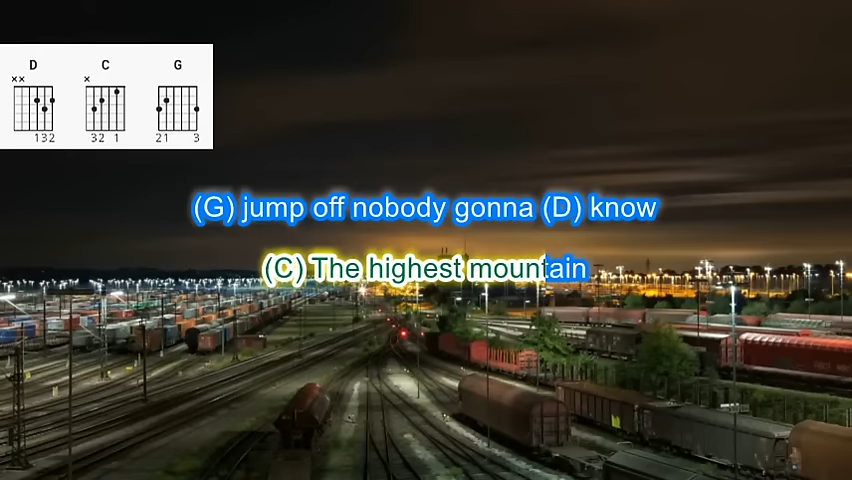 D C G
×× ×
132 32 1 21 3
(G) jump off nobody gonna (D) know
(C) The highest mountain